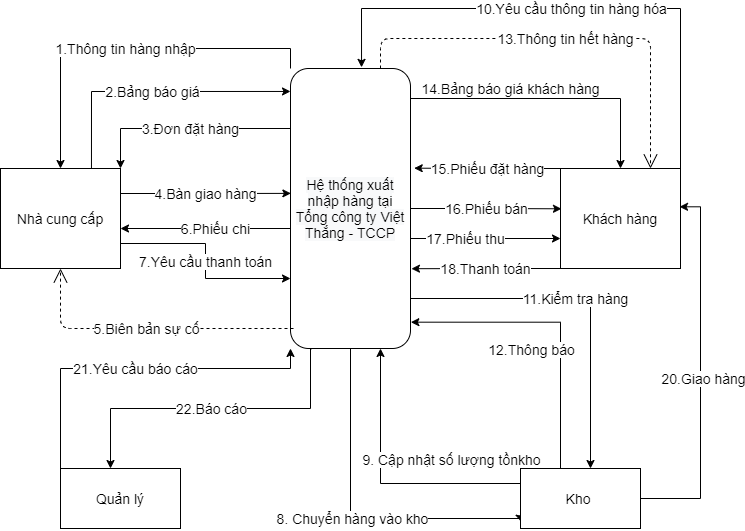 10.Yêu cầu thông tin hàng hóa
13.Thông tin hết hàng
1.Thông tin hàng nhập
2.Bảng báo giá
14.Bảng báo giá khách hàng
3.Đơn đặt hàng
15.Phiếu đặt hàng
Hệ thống xuất
nhập hàng tại
Tổng công ty Việt
Thắng - TCCP
4.Bàn giao hàng
Nhà cung cấp
16.Phiếu bán
Khách hàng
6.Phiếu chi
17.Phiếu thu
7.Yêu cầu thanh toán
18.Thanh toán
11.Kiểm tra hàng
5.Biên bản sự cố
12.Thông báo
21.Yêu cầu báo cáo
20.Giao hàng
22.Báo cáo
9. Cập nhật số lượng tồnkho
Quản lý
Kho
8. Chuyển hàng vào kho